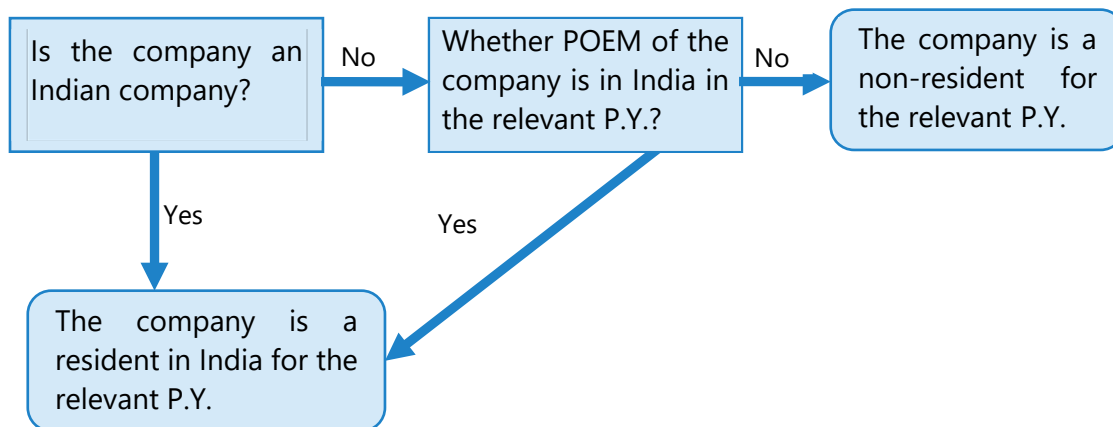 Is the company an
Indian company?
No
Whether POEM of the
company is in India in
the relevant P.Y.?
No
The company is a
non-resident for
the relevant P.Y.
Yes
Yes
The company is a
resident in India for the
relevant P.Y.